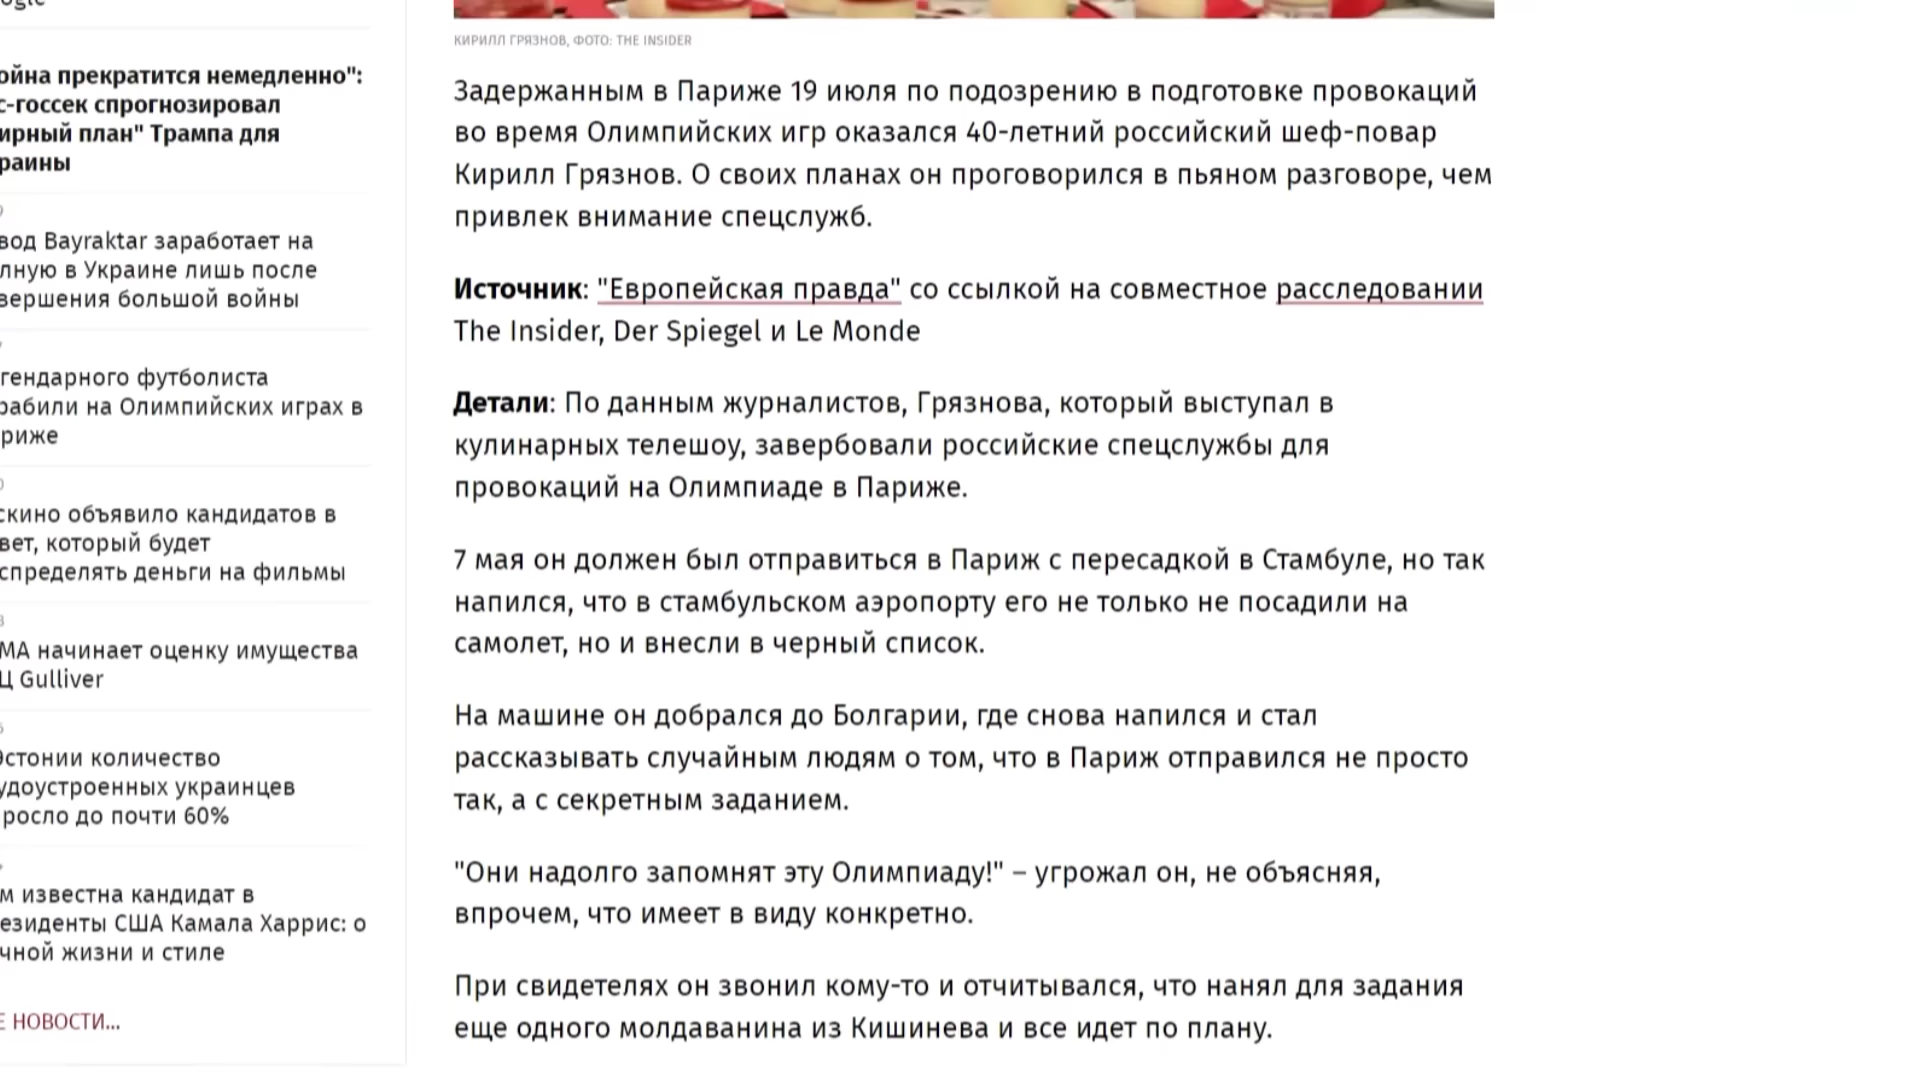 ойна прекратится немедленно":
с-госсек спрогнозировал
ирный план" Трампа для
раины
вод Bayraktar заработает на
лную в Украине лишь после
вершения большой войны
гендарного футболиста
рабили на Олимпийских играх в
риже
скино объявило кандидатов в
вет, который будет
спределять деньги на фильмы
МА начинает оценку имущества
Ц Gulliver
Эстонии количество
удоустроенных украинцев
росло до почти 60%
м известна кандидат в
езиденты США Камала Харрис: о
чной жизни и стиле
Е НОВОСТИ...
КИРИЛЛ ГРЯЗНОВ, ФОТО: THE INSIDER
Задержанным в Париже 19 июля по подозрению в подготовке провокаций
во время Олимпийских игр оказался 40-летний российский шеф-повар
Кирилл Грязнов. О своих планах он проговорился в пьяном разговоре, чем
привлек внимание спецслужб.
Источник: "Европейская правда" со ссылкой на совместное расследовании
The Insider, Der Spiegel и Le Monde
Детали: По данным журналистов, Грязнова, который выступал в
кулинарных телешоу, завербовали российские спецслужбы для
провокаций на Олимпиаде в Париже.
7 мая он должен был отправиться в Париж с пересадкой в Стамбуле, но так
напился, что в стамбульском аэропорту его не только не посадили на
самолет, но и внесли в черный список.
На машине он добрался до Болгарии, где снова напился и стал
рассказывать случайным людям о том, что в Париж отправился не просто
так, а с секретным заданием.
"Они надолго запомнят эту Олимпиаду!" – угрожал он, не объясняя,
впрочем, что имеет в виду конкретно.
При свидетелях он звонил кому-то и отчитывался, что нанял для задания
еще одного молдаванина из Кишинева и все идет по плану.